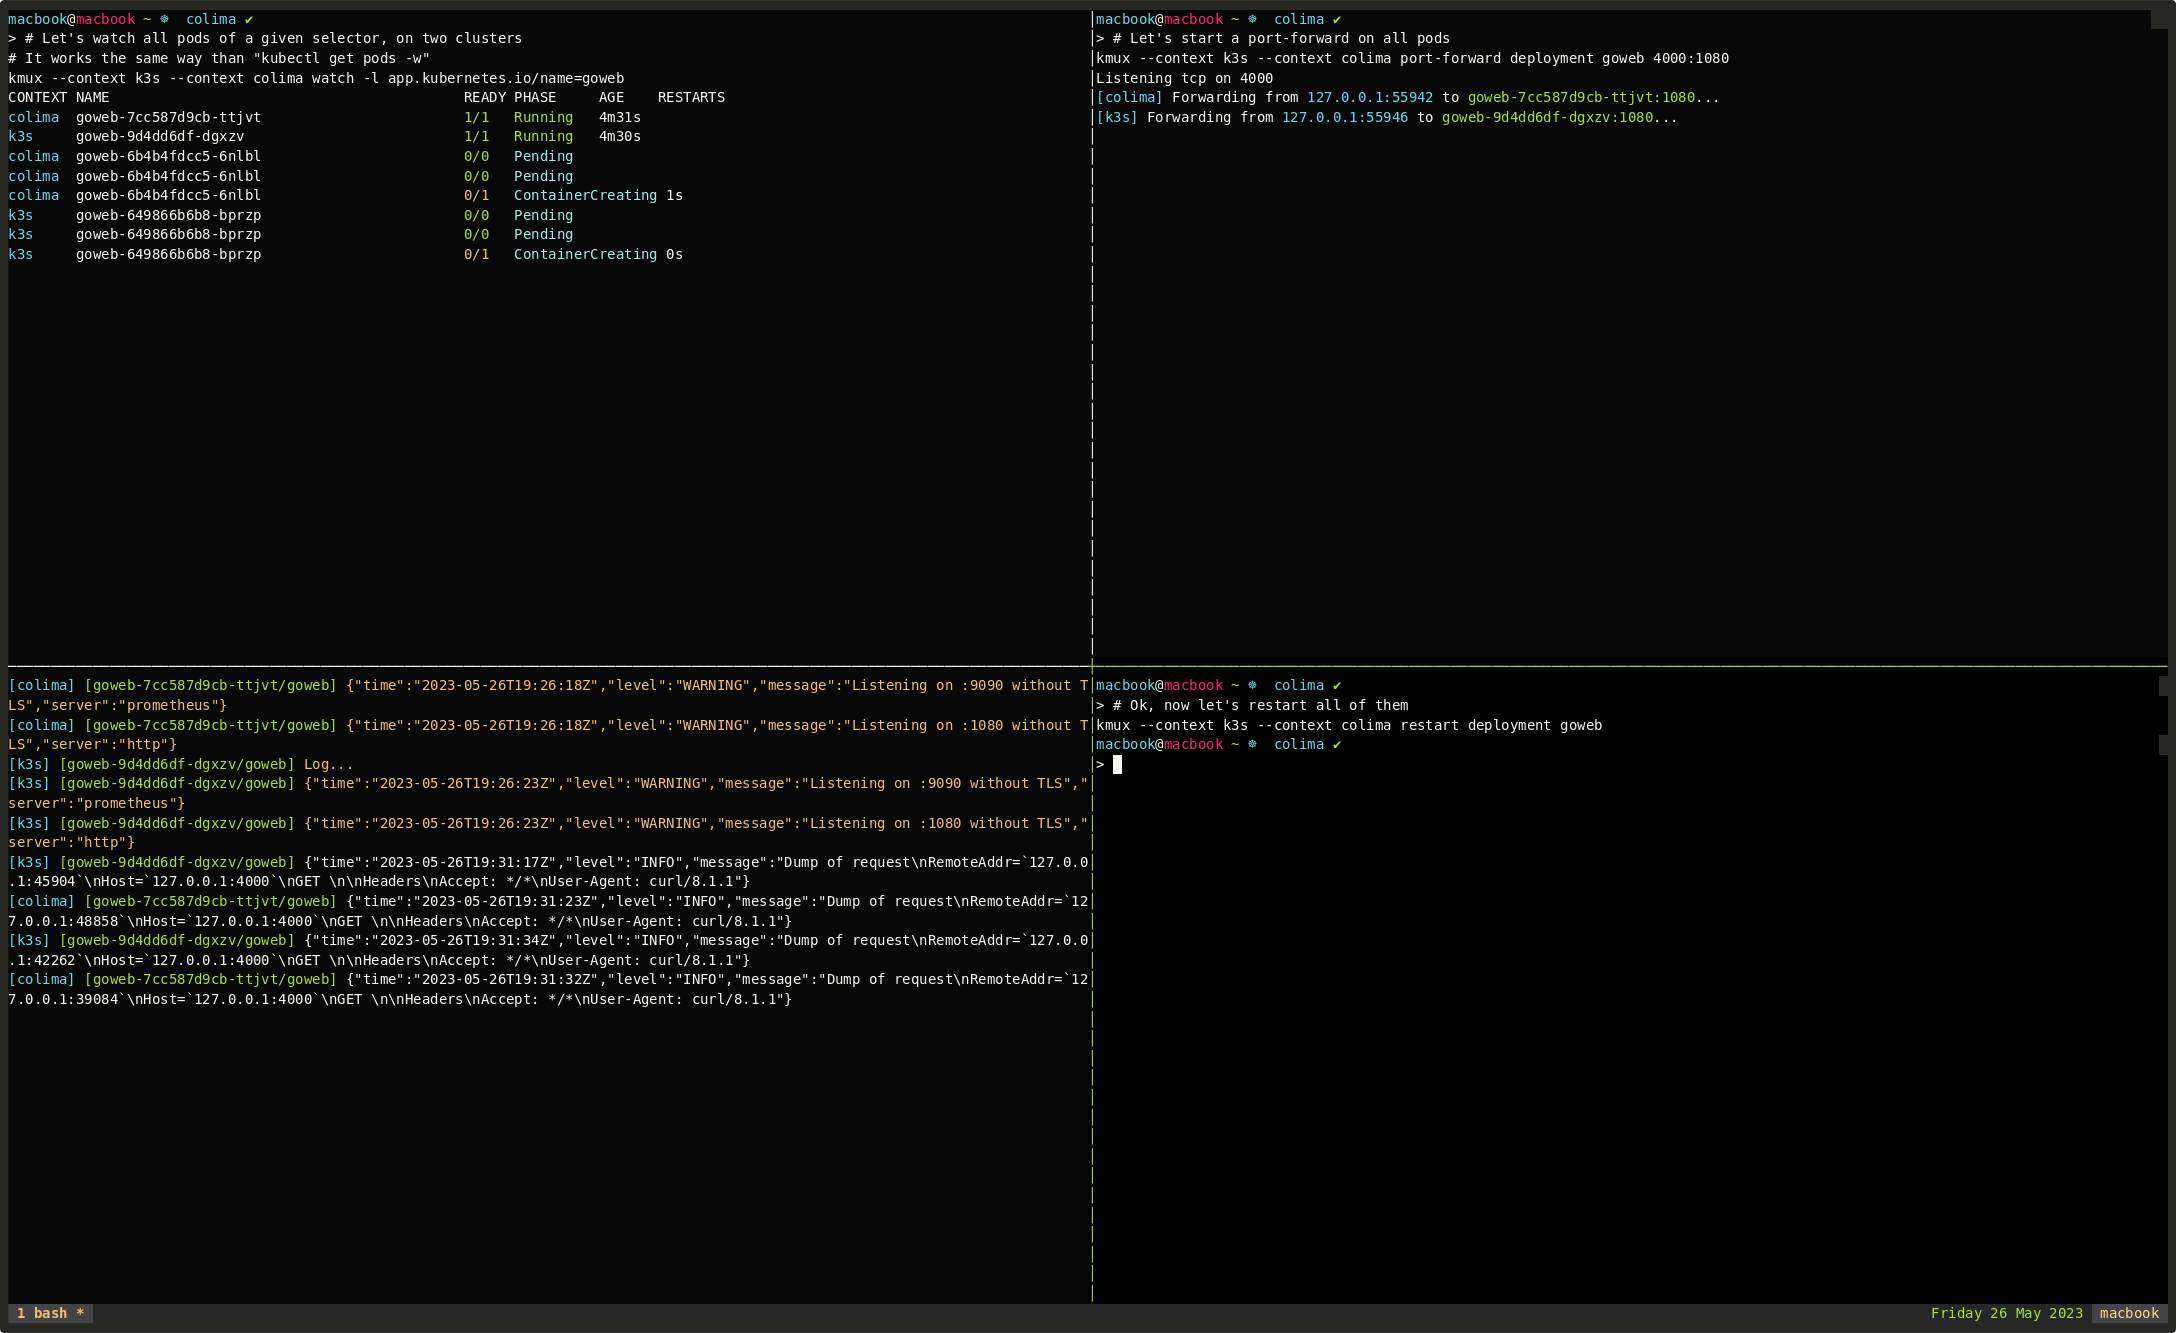 macbook@macbook ~ ☸  colima ✔
> # Let's watch all pods of a given selector, on two clusters
# It works the same way than "kubectl get pods -w"
kmux --context k3s --context colima watch -l app.kubernetes.io/name=goweb
CONTEXT NAME READY PHASE AGE RESTARTS
colima goweb-7cc587d9cb-ttjvt 1/1 Running 4m31s
k3s goweb-9d4dd6df-dgxzv 1/1 Running 4m30s
colima goweb-6b4b4fdcc5-6nlbl 0/0 Pending
colima goweb-6b4b4fdcc5-6nlbl 0/0 Pending
colima goweb-6b4b4fdcc5-6nlbl 0/1 ContainerCreating 1s
k3s goweb-649866b6b8-bprzp 0/0 Pending
k3s goweb-649866b6b8-bprzp 0/0 Pending
k3s goweb-649866b6b8-bprzp 0/1 ContainerCreating 0s
macbook@macbook ~ ☸  colima ✔
> # Let's start a port-forward on all pods
kmux --context k3s --context colima port-forward deployment goweb 4000:1080
Listening tcp on 4000
[colima] Forwarding from 127.0.0.1:55942 to goweb-7cc587d9cb-ttjvt:1080...
[k3s] Forwarding from 127.0.0.1:55946 to goweb-9d4dd6df-dgxzv:1080...
[colima] [goweb-7cc587d9cb-ttjvt/goweb] {"time":"2023-05-26T19:26:18Z","level":"WARNING","message":"Listening on :9090 without T
LS","server":"prometheus"}
[colima] [goweb-7cc587d9cb-ttjvt/goweb] {"time":"2023-05-26T19:26:18Z","level":"WARNING","message":"Listening on :1080 without T
LS","server":"http"}
[k3s] [goweb-9d4dd6df-dgxzv/goweb] Log...
[k3s] [goweb-9d4dd6df-dgxzv/goweb] {"time":"2023-05-26T19:26:23Z","level":"WARNING","message":"Listening on :9090 without TLS","
server":"prometheus"}
[k3s] [goweb-9d4dd6df-dgxzv/goweb] {"time":"2023-05-26T19:26:23Z","level":"WARNING","message":"Listening on :1080 without TLS","
server":"http"}
[k3s] [goweb-9d4dd6df-dgxzv/goweb] {"time":"2023-05-26T19:31:17Z","level":"INFO","message":"Dump of request\nRemoteAddr=`127.0.0
.1:45904`\nHost=`127.0.0.1:4000`\nGET \n\nHeaders\nAccept: */*\nUser-Agent: curl/8.1.1"}
[colima] [goweb-7cc587d9cb-ttjvt/goweb] {"time":"2023-05-26T19:31:23Z","level":"INFO","message":"Dump of request\nRemoteAddr=`12
7.0.0.1:48858`\nHost=`127.0.0.1:4000`\nGET \n\nHeaders\nAccept: */*\nUser-Agent: curl/8.1.1"}
[k3s] [goweb-9d4dd6df-dgxzv/goweb] {"time":"2023-05-26T19:31:34Z","level":"INFO","message":"Dump of request\nRemoteAddr=`127.0.0
.1:42262`\nHost=`127.0.0.1:4000`\nGET \n\nHeaders\nAccept: */*\nUser-Agent: curl/8.1.1"}
[colima] [goweb-7cc587d9cb-ttjvt/goweb] {"time":"2023-05-26T19:31:32Z","level":"INFO","message":"Dump of request\nRemoteAddr=`12
7.0.0.1:39084`\nHost=`127.0.0.1:4000`\nGET \n\nHeaders\nAccept: */*\nUser-Agent: curl/8.1.1"}
macbook@macbook ~ ☸  colima ✔
> # Ok, now let's restart all of them
kmux --context k3s --context colima restart deployment goweb
macbook@macbook ~ ☸  colima ✔
>
1 bash * Friday 26 May 2023 macbook